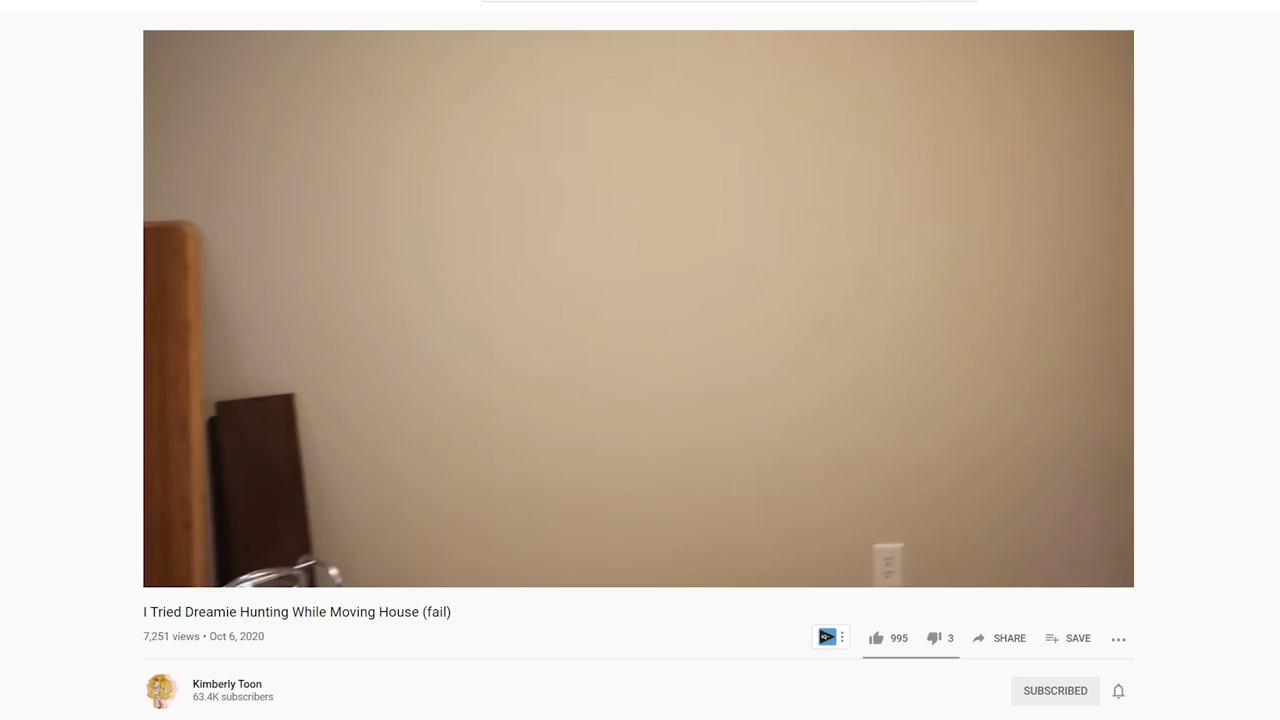 I Tried Dreamie Hunting While Moving House (fail)
7,251 views • Oct 6, 2020
995
3
SHARE
SAVE
Kimberly Toon
63.4K subscribers
SUBSCRIBED